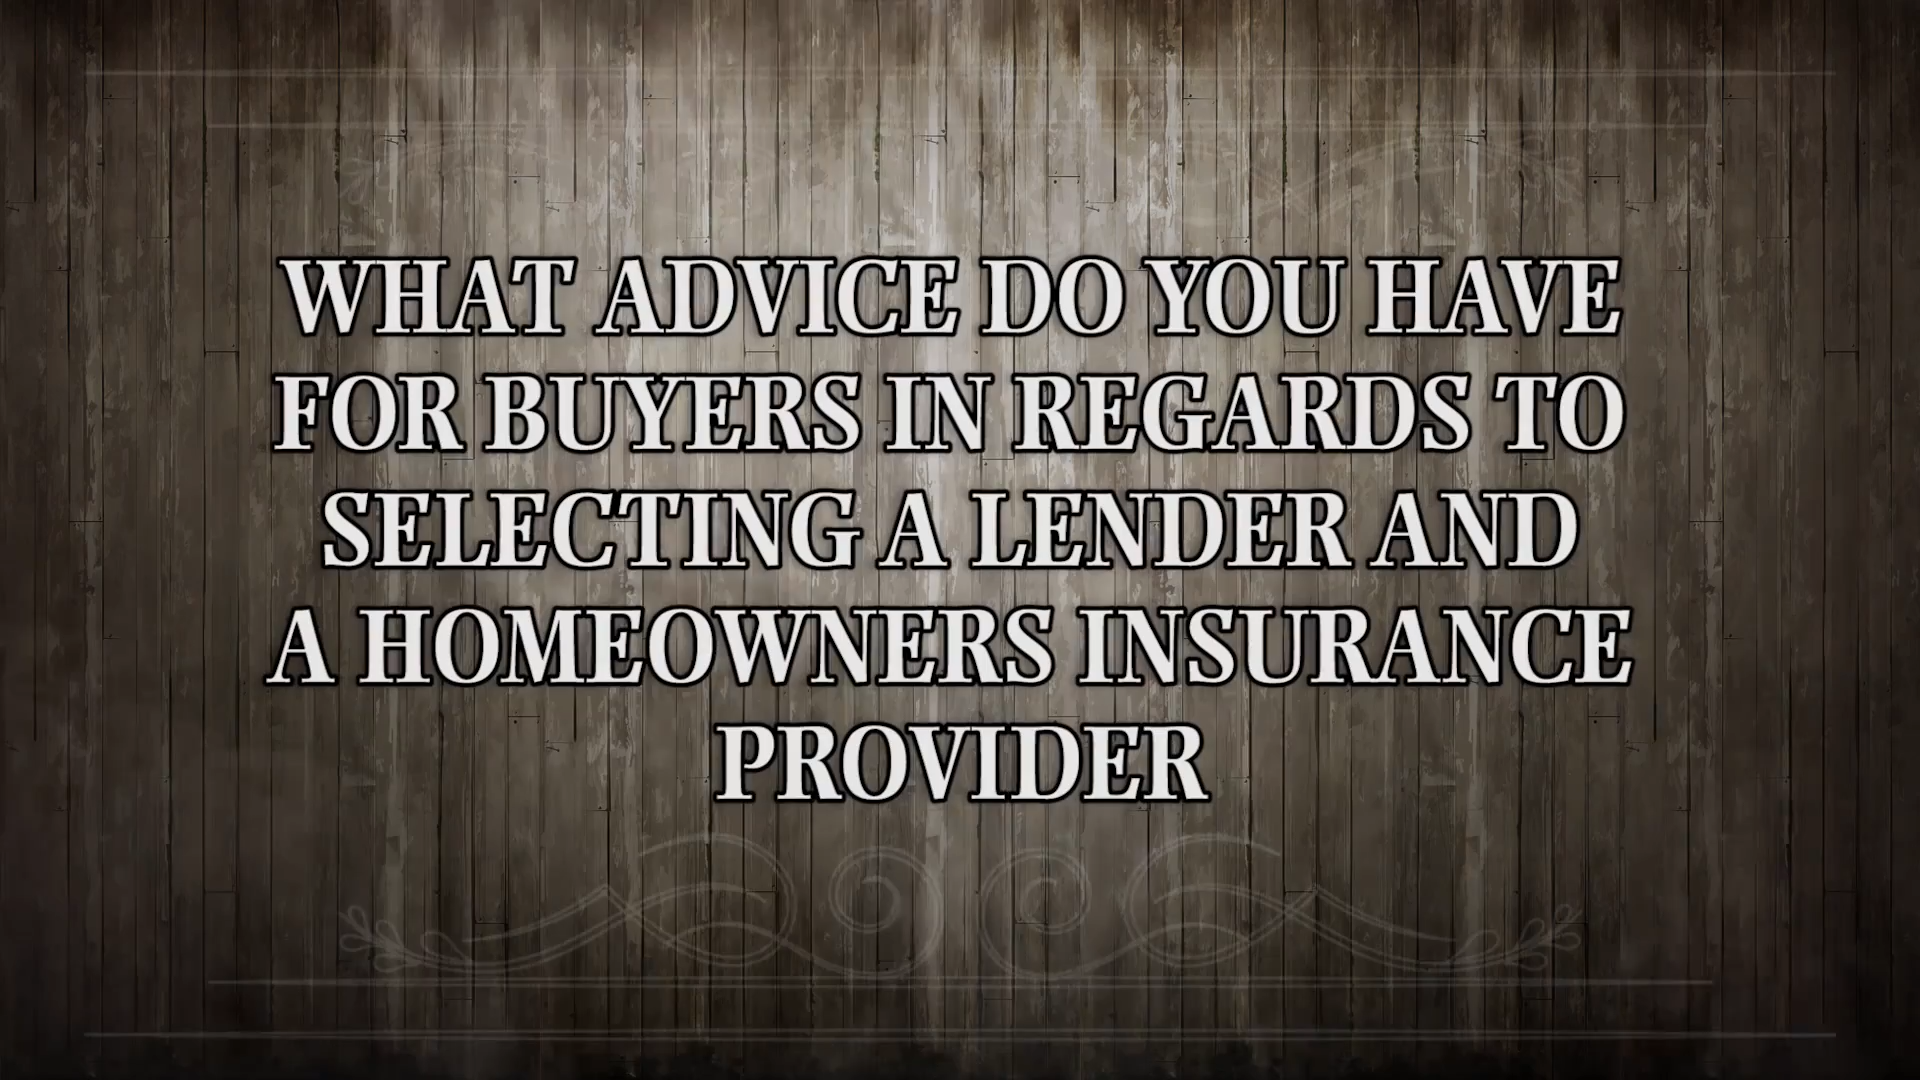 WHAT ADVICE DO YOU HAVE
FOR BUYERS IN REGARDS TO
SELECTING A LENDER AND
A HOMEOWNERS INSURANCE
PROVIDER